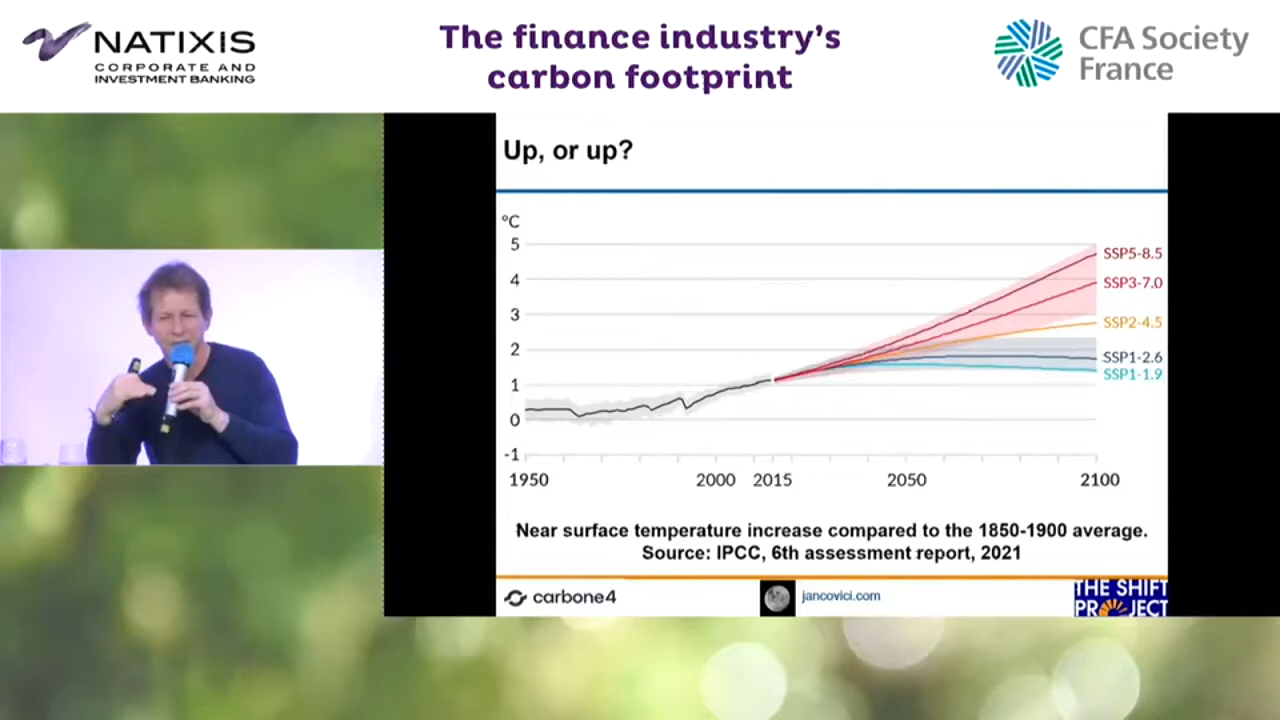 NATIXIS
CORPORATE AND
INVESTMENT BANKING
The finance industry's
carbon footprint
CFA Society
France
Up, or up?
°C
5
4
3
2
1
0
-1
SSP5-8.5
SSP3-7.0
SSP2-4.5
SSP1-2.6
SSP1-1.9
1950
2000
2015
2050
2100
Near surface temperature increase compared to the 1850-1900 average.
Source: IPCC, 6th assessment report, 2021
carbone4
jancovici.com
THE SHIFT
PROJECT